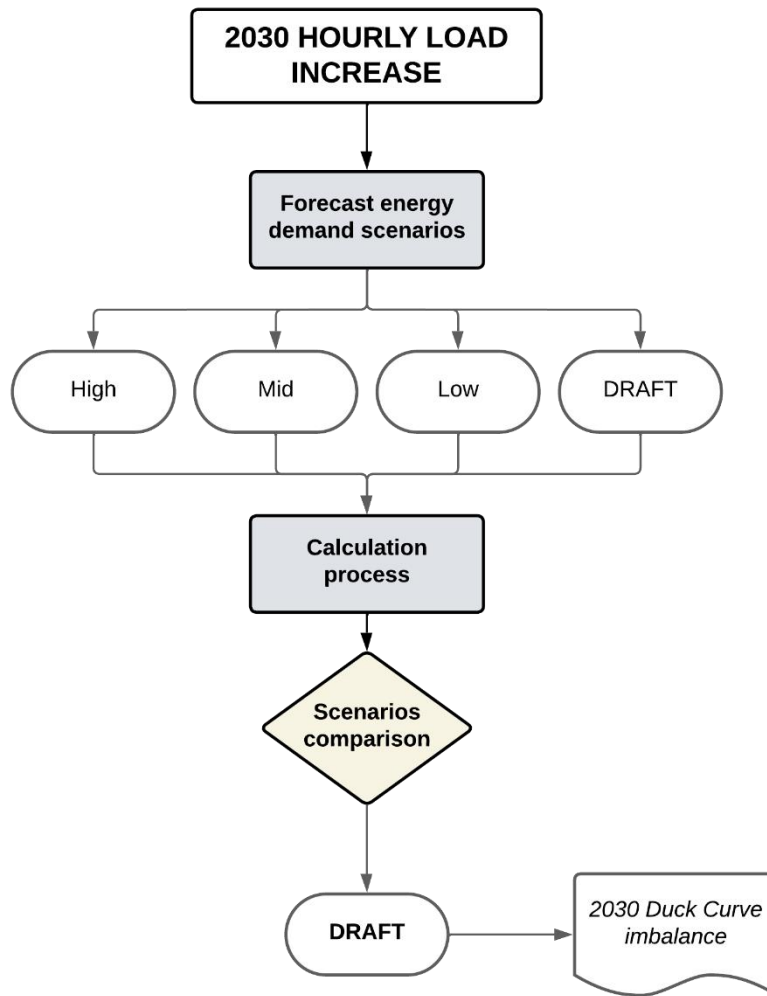 2030 HOURLY LOAD
INCREASE
Forecast energy
demand scenarios
High
Mid
Low
DRAFT
Calculation
process
Scenarios
comparison
DRAFT
2030 Duck Curve
imbalance